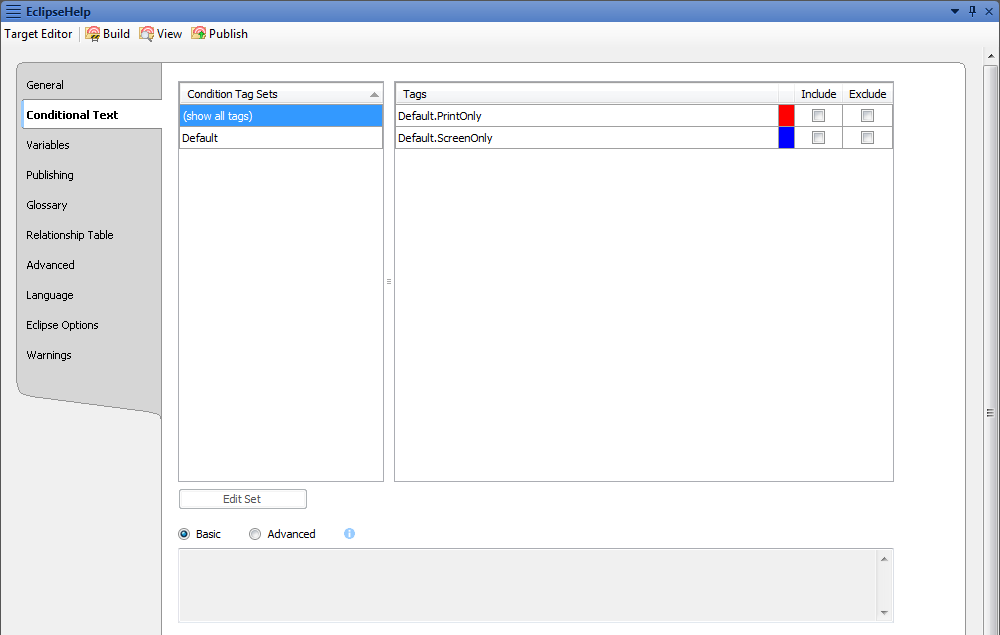 EclipseHelp
Target Editor Build View Publish
General
Conditional Text
Variables
Publishing
Glossary
Relationship Table
Advanced
Language
Eclipse Options
Warnings
Condition Tag Sets
(show all tags)
Default
Tags Include Exclude
Default.PrintOnly
Default.ScreenOnly
Edit Set
Basic Advanced